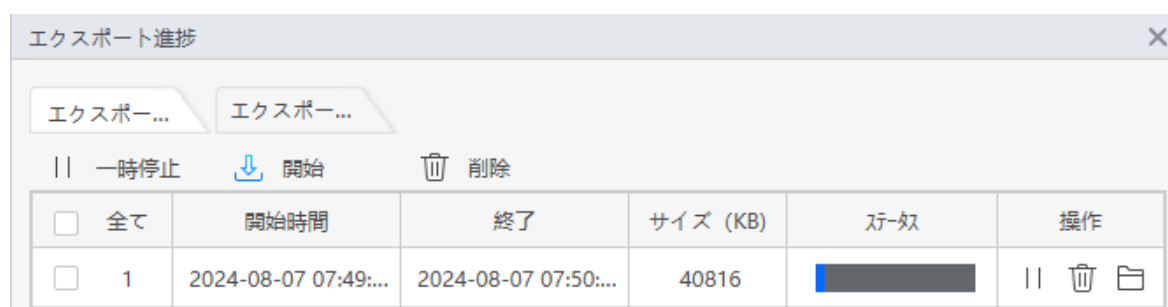 エクスポート進捗
エクスポー... エクスポー...
一時停止 開始 削除
全て 開始時間 終了 サイズ (KB) ｽﾃｰﾀｽ 操作
1 2024-08-07 07:49:... 2024-08-07 07:50:... 40816